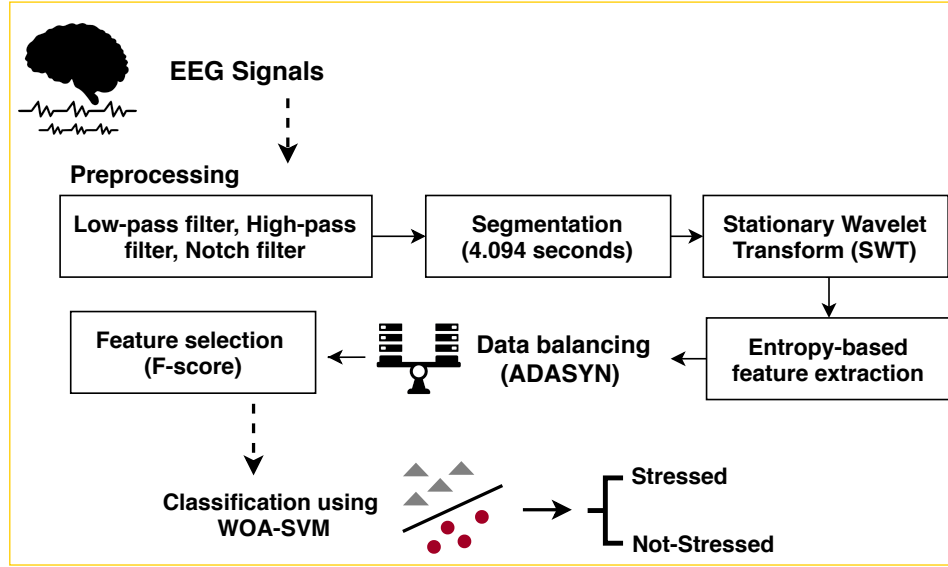 EEG Signals
Preprocessing
Low-pass filter, High-pass
filter, Notch filter
Segmentation
(4.094 seconds)
Stationary Wavelet
Transform (SWT)
Feature selection
(F-score)
Data balancing
(ADASYN)
Entropy-based
feature extraction
Classification using
WOA-SVM
Stressed
Not-Stressed